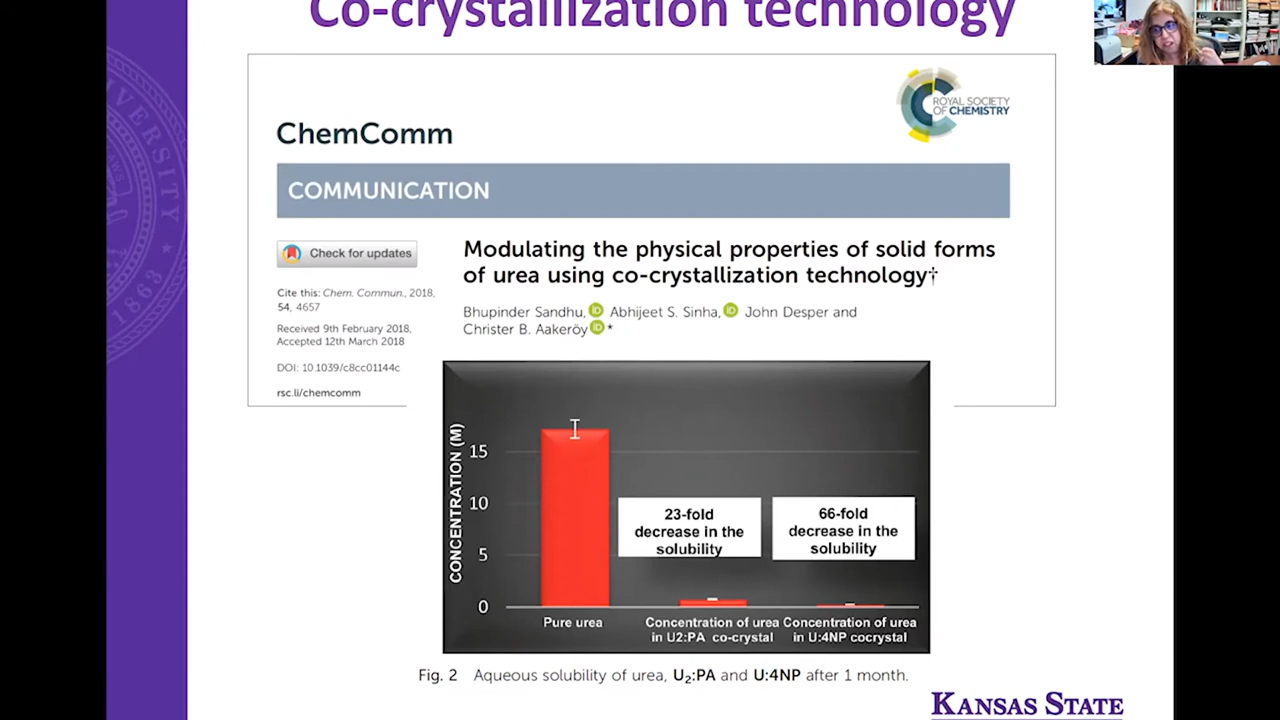 Co-crystallization technology
ROYAL SOCIETY
OF CHEMISTRY
ChemComm
COMMUNICATION
Check for updates
Modulating the physical properties of solid forms
of urea using co-crystallization technology†
Cite this: Chem. Commun., 2018,
54, 4657
Bhupinder Sandhu, iD Abhijeet S. Sinha, iD John Desper and
Christer B. Aakeröy iD *
Received 9th February 2018,
Accepted 12th March 2018
DOI: 10.1039/c8cc01144c
rsc.li/chemcomm
CONCENTRATION (M)
15
10
5
0
23-fold
decrease in the
solubility
66-fold
decrease in the
solubility
Pure urea
Concentration of urea
in U2:PA co-crystal
Concentration of urea
in U:4NP cocrystal
Fig. 2 Aqueous solubility of urea, U₂:PA and U:4NP after 1 month.
KANSAS STATE
1863